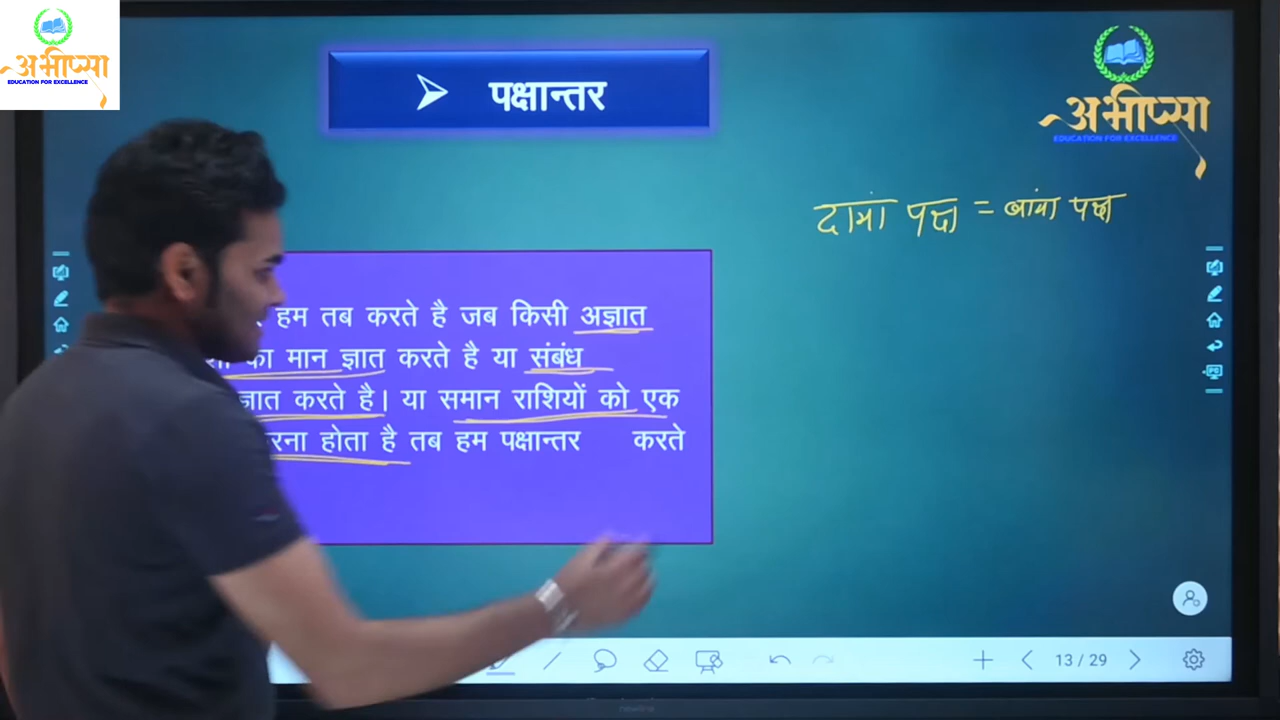 अभीप्सा
EDUCATION FOR EXCELLENCE
पक्षान्तर
अभीप्सा
EDUCATION FOR EXCELLENCE
दायां पक्ष = बांया पक्ष
हम तब करते है जब किसी अज्ञात
का मान ज्ञात करते है या संबंध
ज्ञात करते है। या समान राशियों को एक
होता है तब हम पक्षान्तर करते
13 / 29
newline